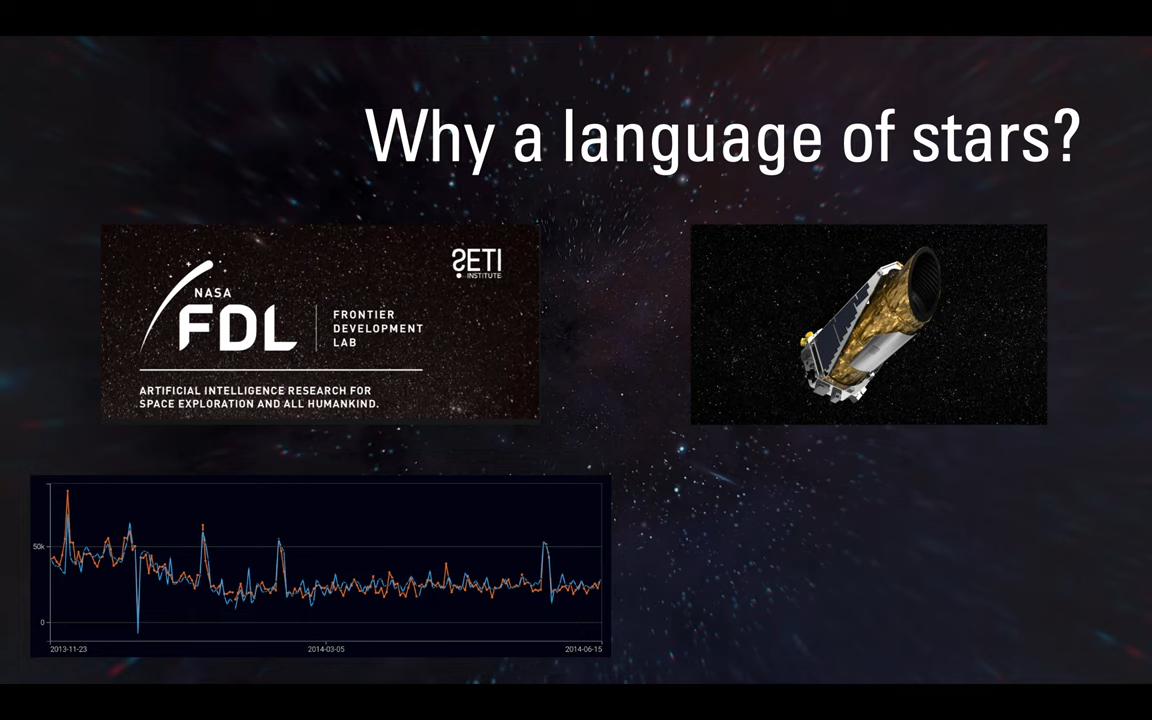 Why a language of stars?
SETI
INSTITUTE
NASA
FDL
FRONTIER
DEVELOPMENT
LAB
ARTIFICIAL INTELLIGENCE RESEARCH FOR
SPACE EXPLORATION AND ALL HUMANKIND.
50k
0
2013-11-23 2014-03-05 2014-06-15